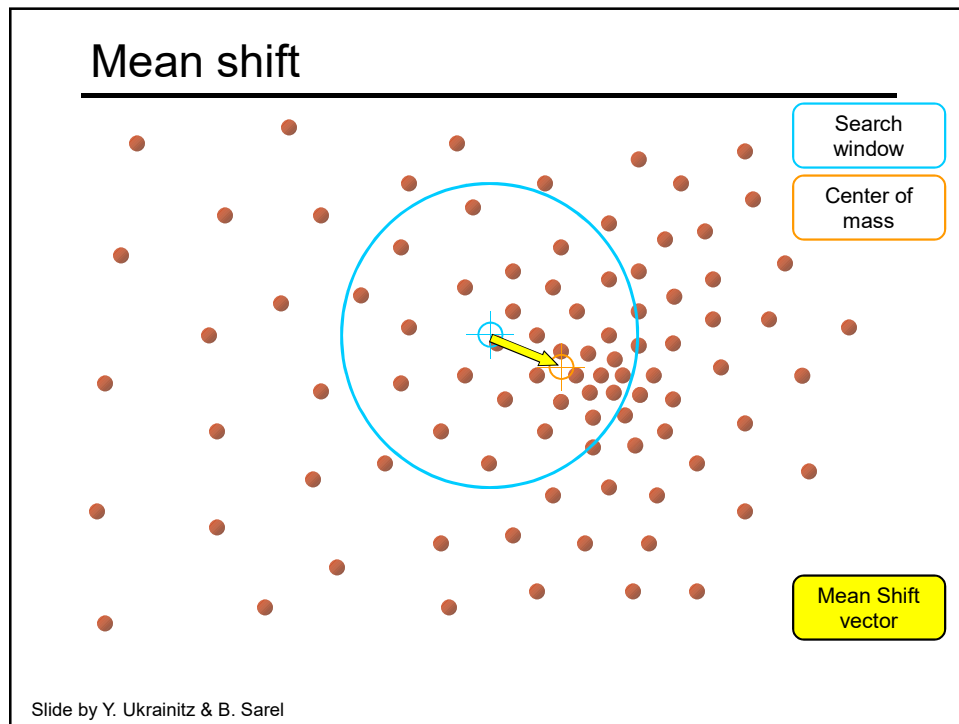 Mean shift
Search
window
Center of
mass
Mean Shift
vector
Slide by Y. Ukrainitz & B. Sarel